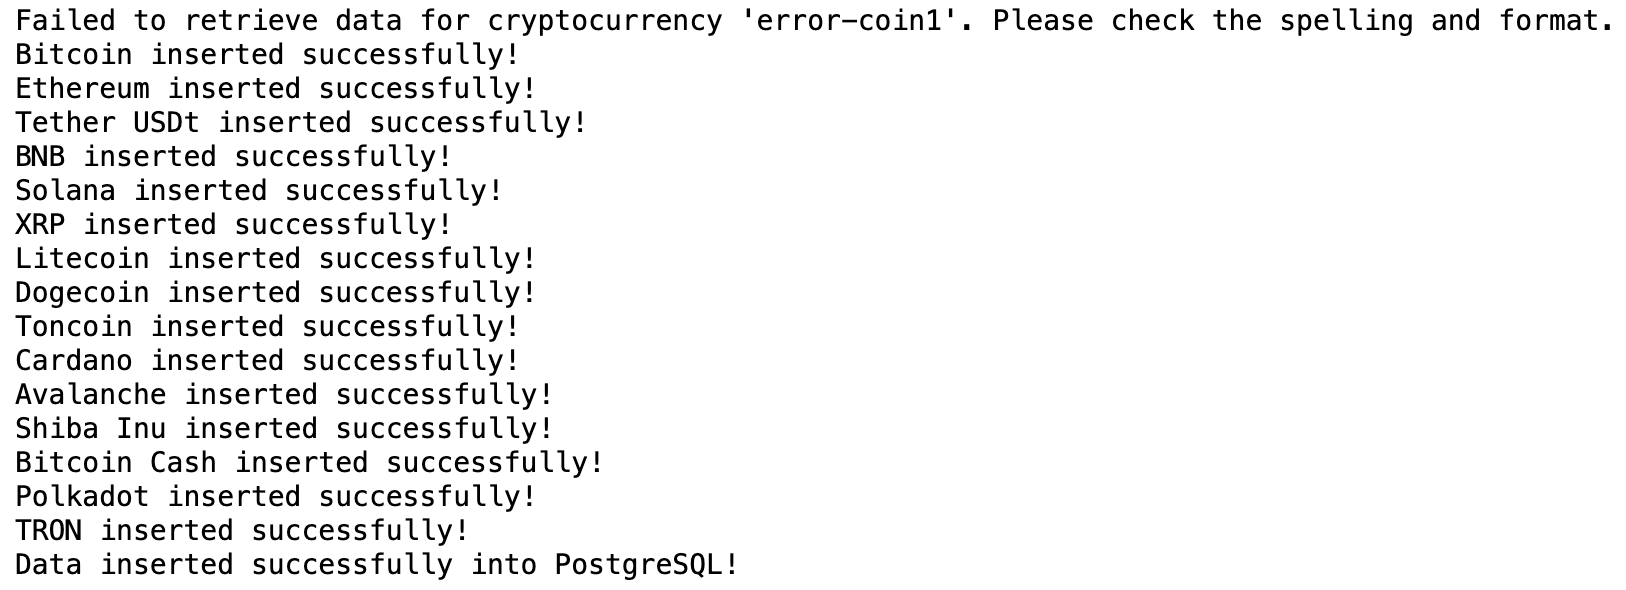 Failed to retrieve data for cryptocurrency 'error-coin1'. Please check the spelling and format.
Bitcoin inserted successfully!
Ethereum inserted successfully!
Tether USDt inserted successfully!
BNB inserted successfully!
Solana inserted successfully!
XRP inserted successfully!
Litecoin inserted successfully!
Dogecoin inserted successfully!
Toncoin inserted successfully!
Cardano inserted successfully!
Avalanche inserted successfully!
Shiba Inu inserted successfully!
Bitcoin Cash inserted successfully!
Polkadot inserted successfully!
TRON inserted successfully!
Data inserted successfully into PostgreSQL!